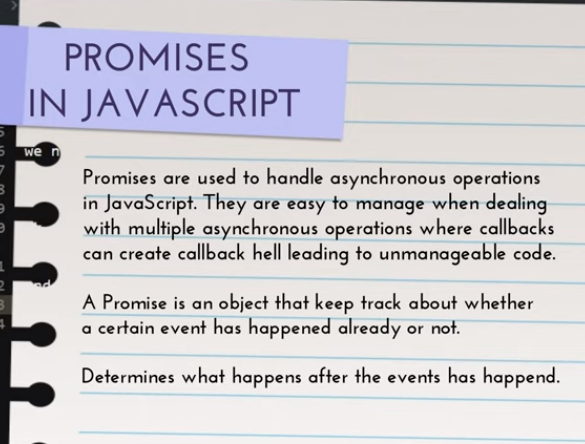 PROMISES
IN JAVASCRIPT
we n
Promises are used to handle asynchronous operations
in JavaScript. They are easy to manage when dealing
with multiple asynchronous operations where callbacks
can create callback hell leading to unmanageable code.
A Promise is an object that keep track about whether
a certain event has happened already or not.
Determines what happens after the events has happend.